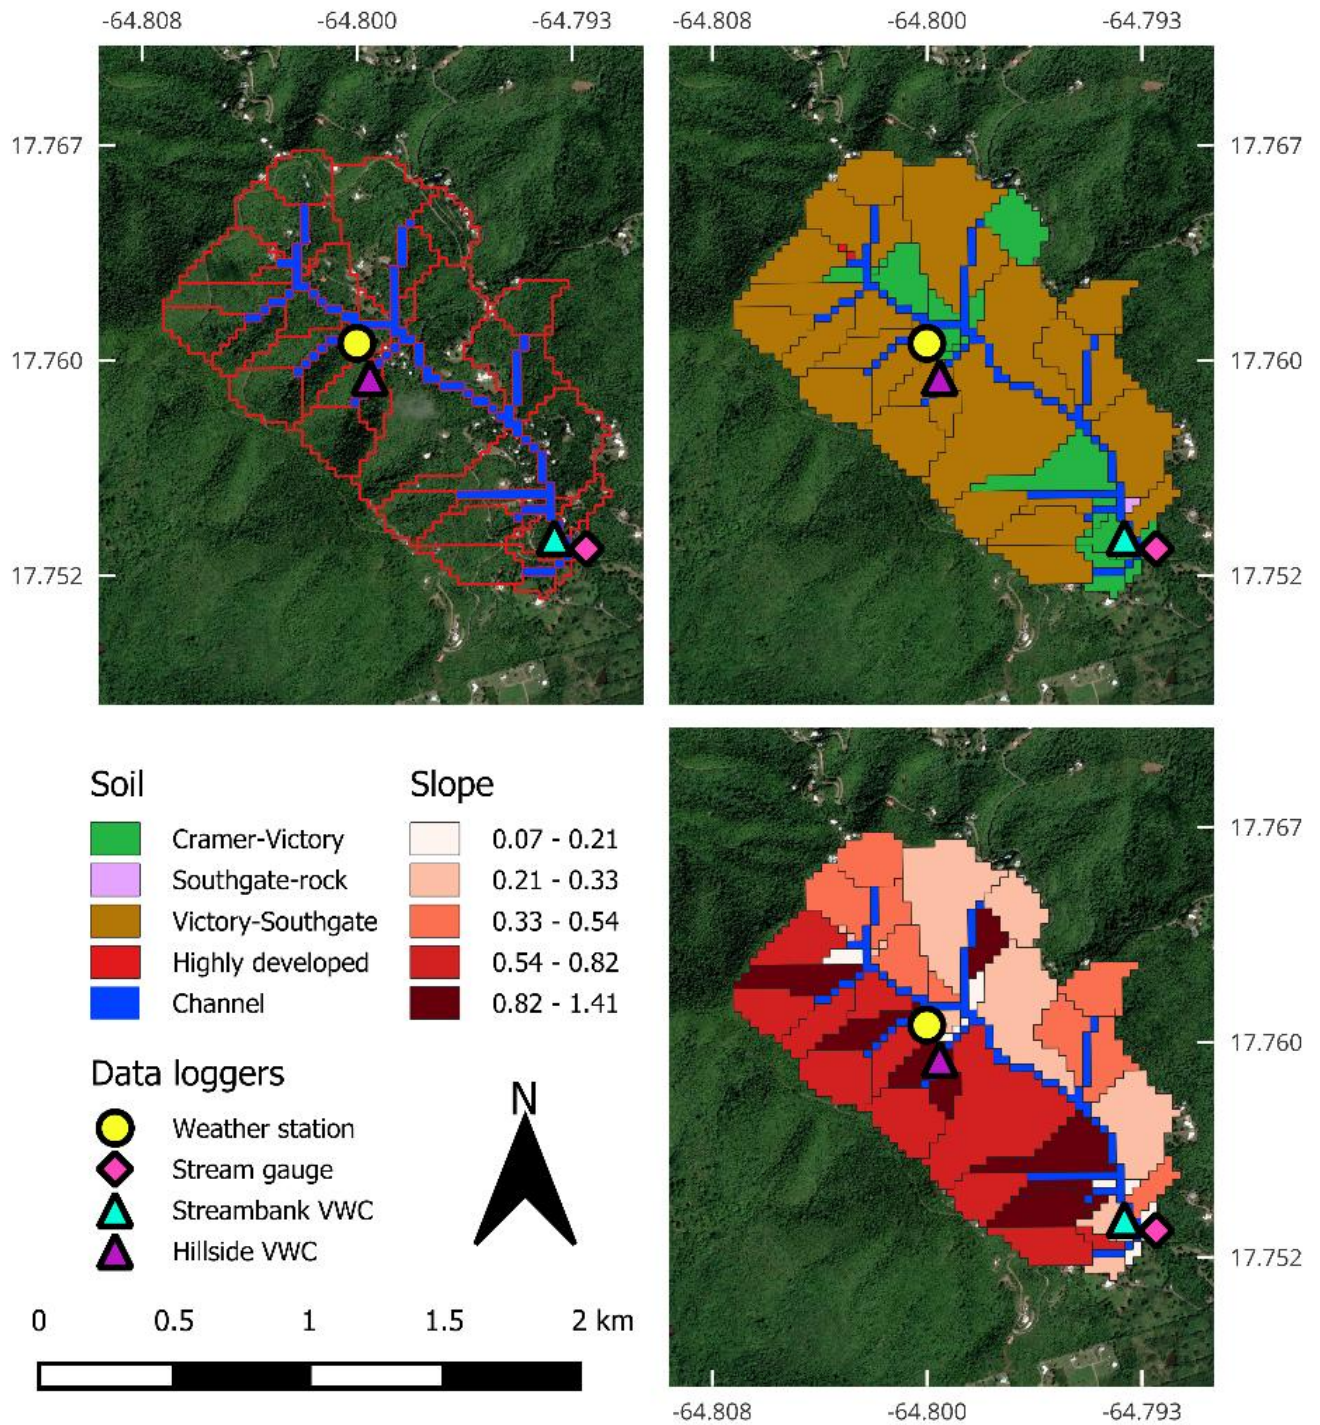 -64.808 -64.800 -64.793 -64.808 -64.800 -64.793
17.767 17.767
17.760 17.760
17.752 17.752
Soil
Cramer-Victory
Southgate-rock
Victory-Southgate
Highly developed
Channel
Slope
0.07 - 0.21
0.21 - 0.33
0.33 - 0.54
0.54 - 0.82
0.82 - 1.41
Data loggers
Weather station
Stream gauge
Streambank VWC
Hillside VWC
N
0 0.5 1 1.5 2 km
17.767
17.760
17.752
-64.808 -64.800 -64.793